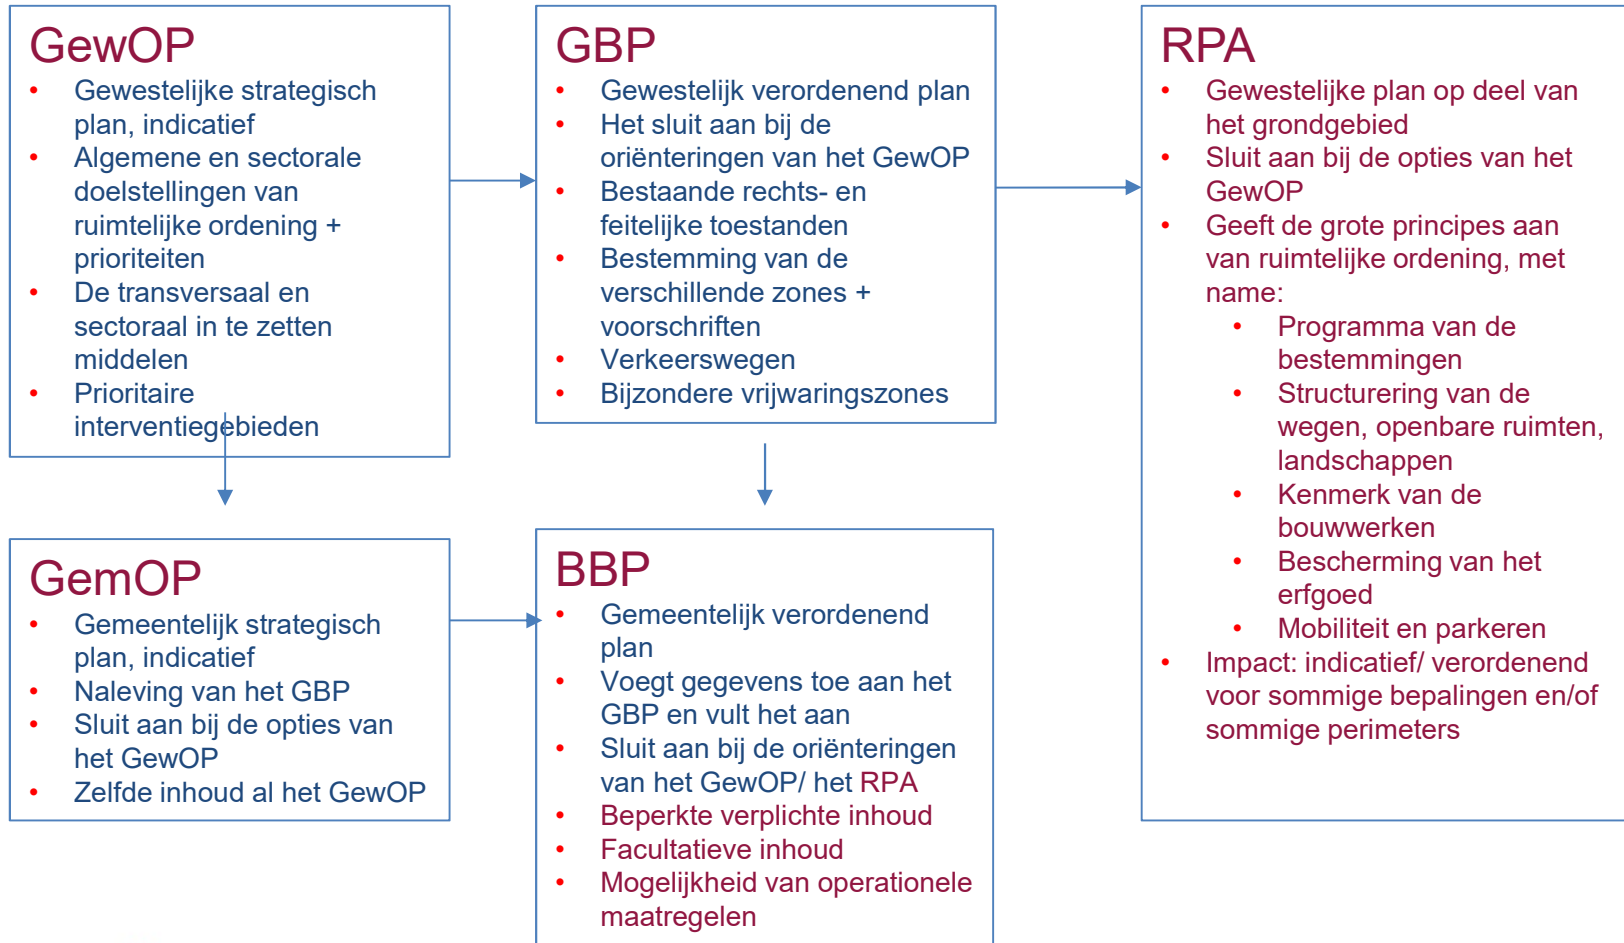 GewOP
• Gewestelijke strategisch
plan, indicatief
• Algemene en sectorale
doelstellingen van
ruimtelijke ordening +
prioriteiten
• De transversaal en
sectoraal in te zetten
middelen
• Prioritaire
interventiegebieden
GBP
• Gewestelijk verordenend plan
• Het sluit aan bij de
oriënteringen van het GewOP
• Bestaande rechts- en
feitelijke toestanden
• Bestemming van de
verschillende zones +
voorschriften
• Verkeerswegen
• Bijzondere vrijwaringszones
RPA
• Gewestelijke plan op deel van
het grondgebied
• Sluit aan bij de opties van het
GewOP
• Geeft de grote principes aan
van ruimtelijke ordening, met
name:
• Programma van de
bestemmingen
• Structurering van de
wegen, openbare ruimten,
landschappen
• Kenmerk van de
bouwwerken
• Bescherming van het
erfgoed
• Mobiliteit en parkeren
• Impact: indicatief/ verordenend
voor sommige bepalingen en/of
sommige perimeters
GemOP
• Gemeentelijk strategisch
plan, indicatief
• Naleving van het GBP
• Sluit aan bij de opties van
het GewOP
• Zelfde inhoud al het GewOP
BBP
• Gemeentelijk verordenend
plan
• Voegt gegevens toe aan het
GBP en vult het aan
• Sluit aan bij de oriënteringen
van het GewOP/ het RPA
• Beperkte verplichte inhoud
• Facultatieve inhoud
• Mogelijkheid van operationele
maatregelen